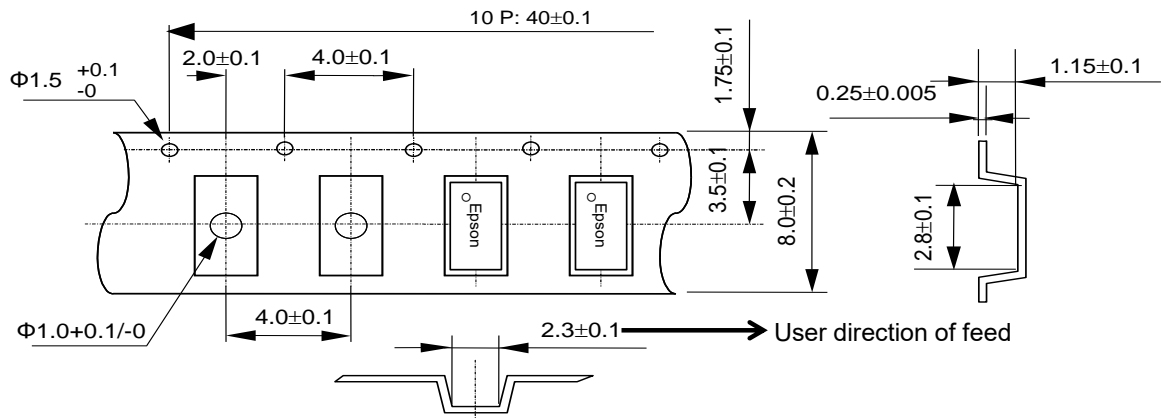 10 P: 40±0.1
2.0±0.1
4.0±0.1
Φ1.5 +0.1
-0
1.75±0.1
1.15±0.1
0.25±0.005
3.5±0.1
8.0±0.2
2.8±0.1
Epson
Epson
Φ1.0+0.1/-0
4.0±0.1
2.3±0.1
User direction of feed